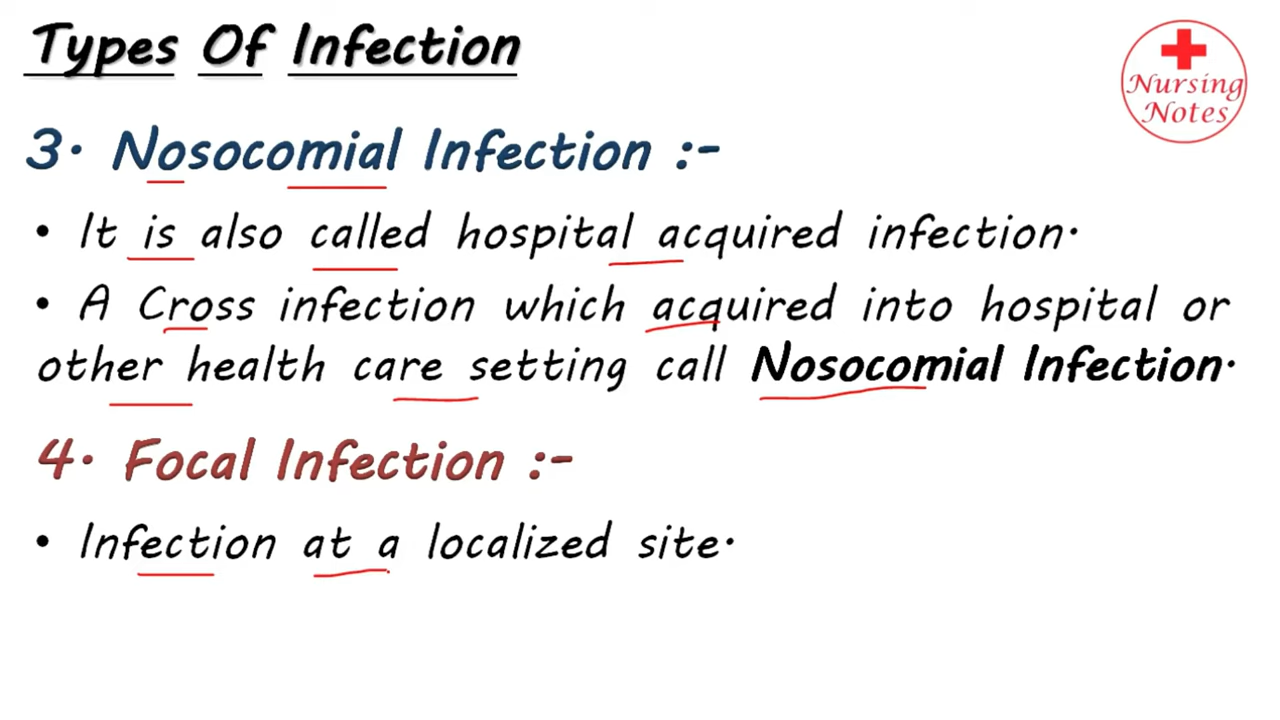 Types Of Infection
Nursing
Notes
3. Nosocomial Infection :-
• It is also called hospital acquired infection.
• A Cross infection which acquired into hospital or
other health care setting call Nosocomial Infection.
4. Focal Infection :-
• Infection at a localized site.